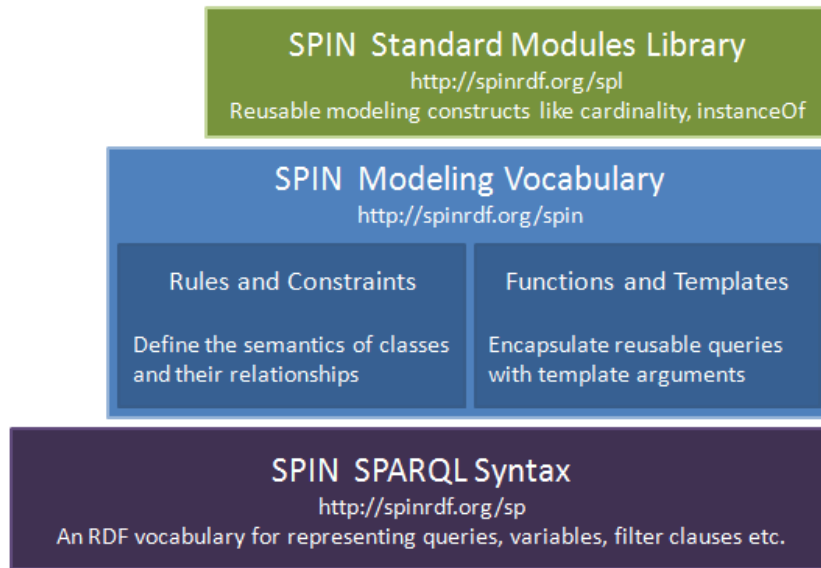 SPIN Standard Modules Library
http://spinrdf.org/spl
Reusable modeling constructs like cardinality, instanceOf
SPIN Modeling Vocabulary
http://spinrdf.org/spin
Rules and Constraints
Define the semantics of classes
and their relationships
Functions and Templates
Encapsulate reusable queries
with template arguments
SPIN SPARQL Syntax
http://spinrdf.org/sp
An RDF vocabulary for representing queries, variables, filter clauses etc.